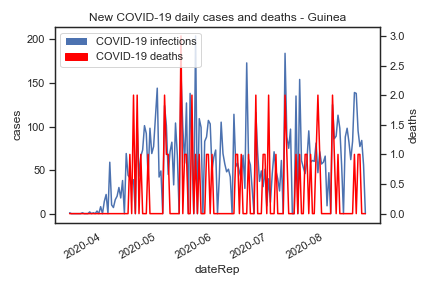 New COVID-19 daily cases and deaths - Guinea
COVID-19 infections
COVID-19 deaths
200
150
100
50
0
cases
3.0
2.5
2.0
1.5
1.0
0.5
0.0
deaths
2020-04
2020-05
2020-06
2020-07
2020-08
dateRep